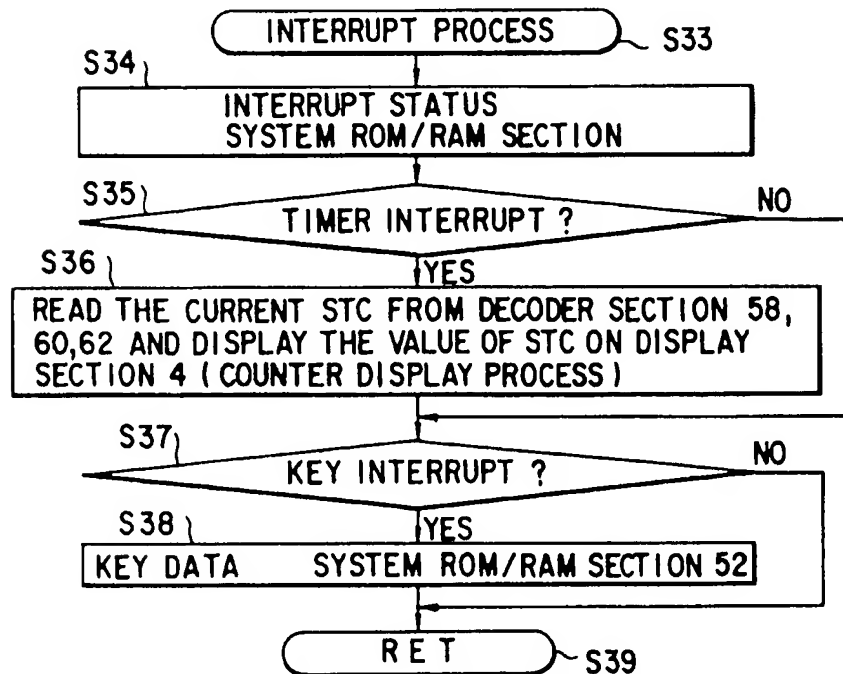 INTERRUPT PROCESS
S33
S34
INTERRUPT STATUS
SYSTEM ROM/RAM SECTION
S35
TIMER INTERRUPT ?
NO
S36
YES
READ THE CURRENT STC FROM DECODER SECTION 58,
60,62 AND DISPLAY THE VALUE OF STC ON DISPLAY
SECTION 4 (COUNTER DISPLAY PROCESS)
S37
KEY INTERRUPT ?
NO
S38
YES
KEY DATA SYSTEM ROM/RAM SECTION 52
RET
S39